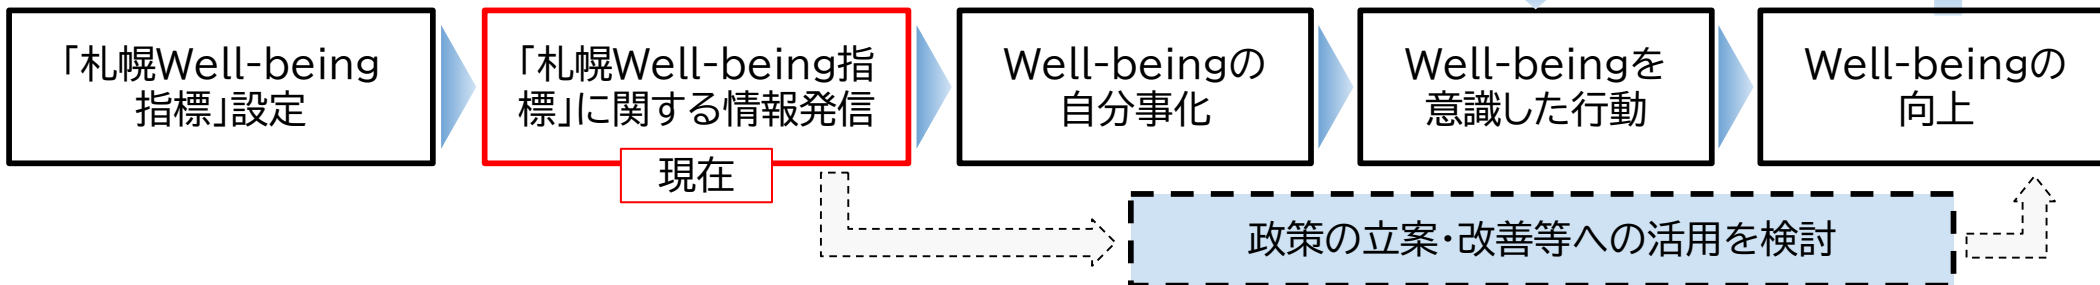 「札幌Well-being
指標」設定
「札幌Well-being指
標」に関する情報発信
現在
Well-beingの
自分事化
Well-beingを
意識した行動
Well-beingの
向上
政策の立案・改善等への活用を検討